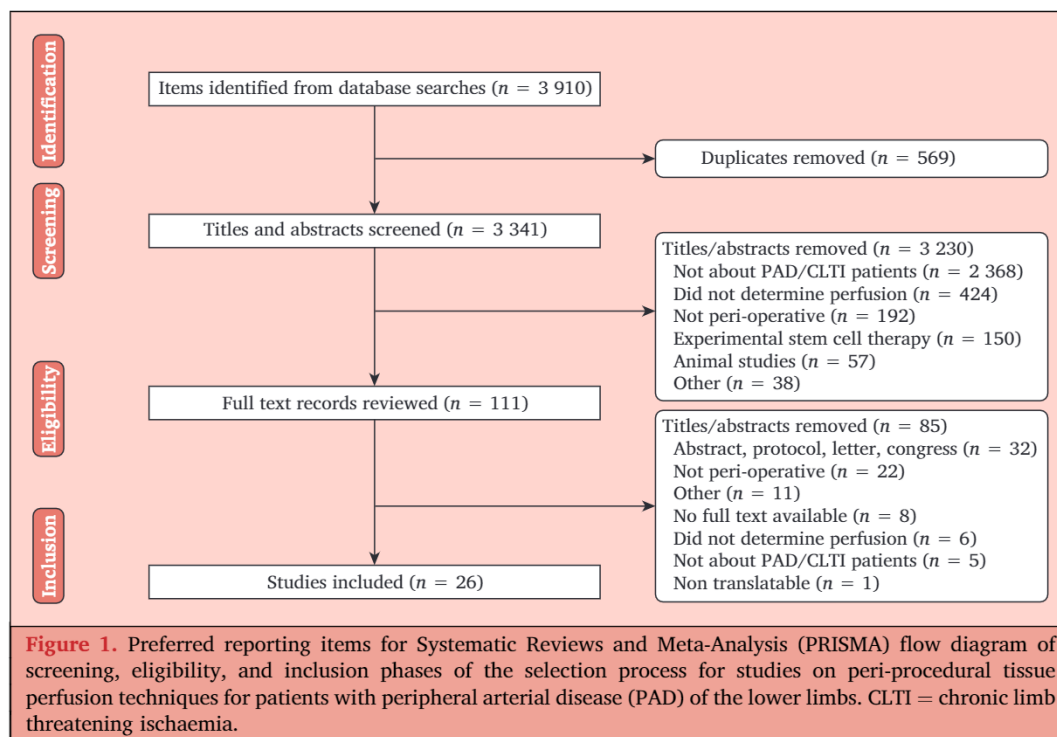 Identification
Items identified from database searches (n = 3 910)
Duplicates removed (n = 569)
Screening
Titles and abstracts screened (n = 3 341)
Titles/abstracts removed (n = 3 230)
Not about PAD/CLTI patients (n = 2 368)
Did not determine perfusion (n = 424)
Not peri-operative (n = 192)
Experimental stem cell therapy (n = 150)
Animal studies (n = 57)
Other (n = 38)
Eligibility
Full text records reviewed (n = 111)
Titles/abstracts removed (n = 85)
Abstract, protocol, letter, congress (n = 32)
Not peri-operative (n = 22)
Other (n = 11)
No full text available (n = 8)
Did not determine perfusion (n = 6)
Not about PAD/CLTI patients (n = 5)
Non translatable (n = 1)
Inclusion
Studies included (n = 26)
Figure 1. Preferred reporting items for Systematic Reviews and Meta-Analysis (PRISMA) flow diagram of
screening, eligibility, and inclusion phases of the selection process for studies on peri-procedural tissue
perfusion techniques for patients with peripheral arterial disease (PAD) of the lower limbs. CLTI = chronic limb
threatening ischaemia.